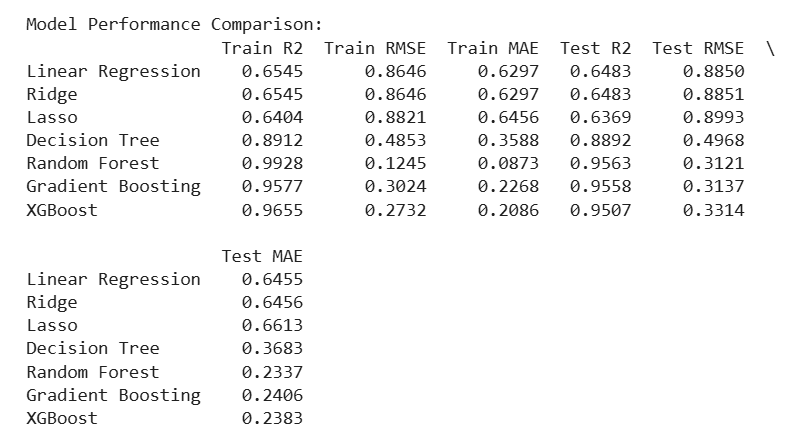 Model Performance Comparison:
Train R2 Train RMSE Train MAE Test R2 Test RMSE \
Linear Regression 0.6545 0.8646 0.6297 0.6483 0.8850
Ridge 0.6545 0.8646 0.6297 0.6483 0.8851
Lasso 0.6404 0.8821 0.6456 0.6369 0.8993
Decision Tree 0.8912 0.4853 0.3588 0.8892 0.4968
Random Forest 0.9928 0.1245 0.0873 0.9563 0.3121
Gradient Boosting 0.9577 0.3024 0.2268 0.9558 0.3137
XGBoost 0.9655 0.2732 0.2086 0.9507 0.3314
Test MAE
Linear Regression 0.6455
Ridge 0.6456
Lasso 0.6613
Decision Tree 0.3683
Random Forest 0.2337
Gradient Boosting 0.2406
XGBoost 0.2383